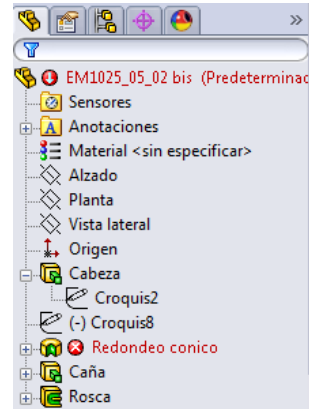 »
EM1025_05_02 bis (Predeterminad
Sensores
A Anotaciones
Material <sin especificar>
Alzado
Planta
Vista lateral
Origen
Cabeza
Croquis2
(-) Croquis8
Redondeo conico
Caña
Rosca